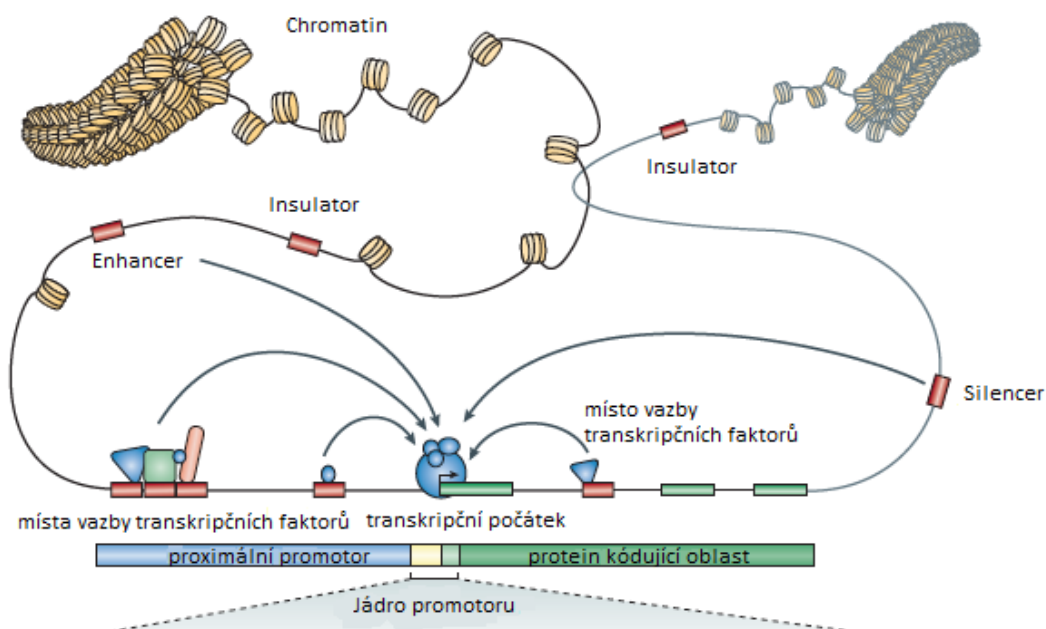 Chromatin
Insulator
Insulator
Enhancer
Silencer
místo vazby
transkripčních faktorů
místa vazby transkripčních faktorů
transkripční počátek
proximální promotor
protein kódující oblast
Jádro promotoru